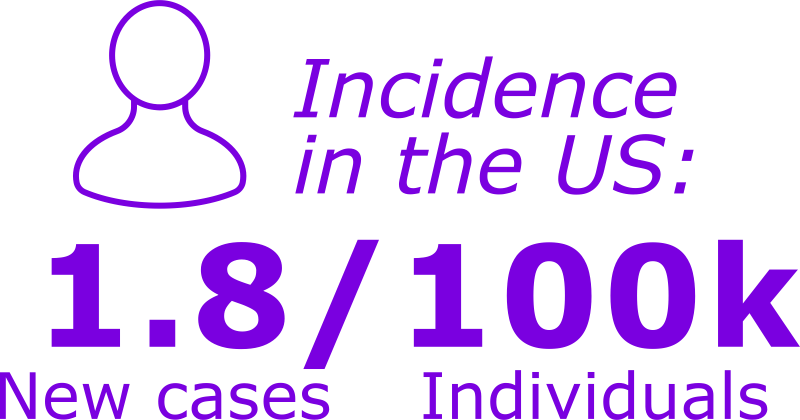 Incidence
in the US:
1.8/100k
New cases Individuals